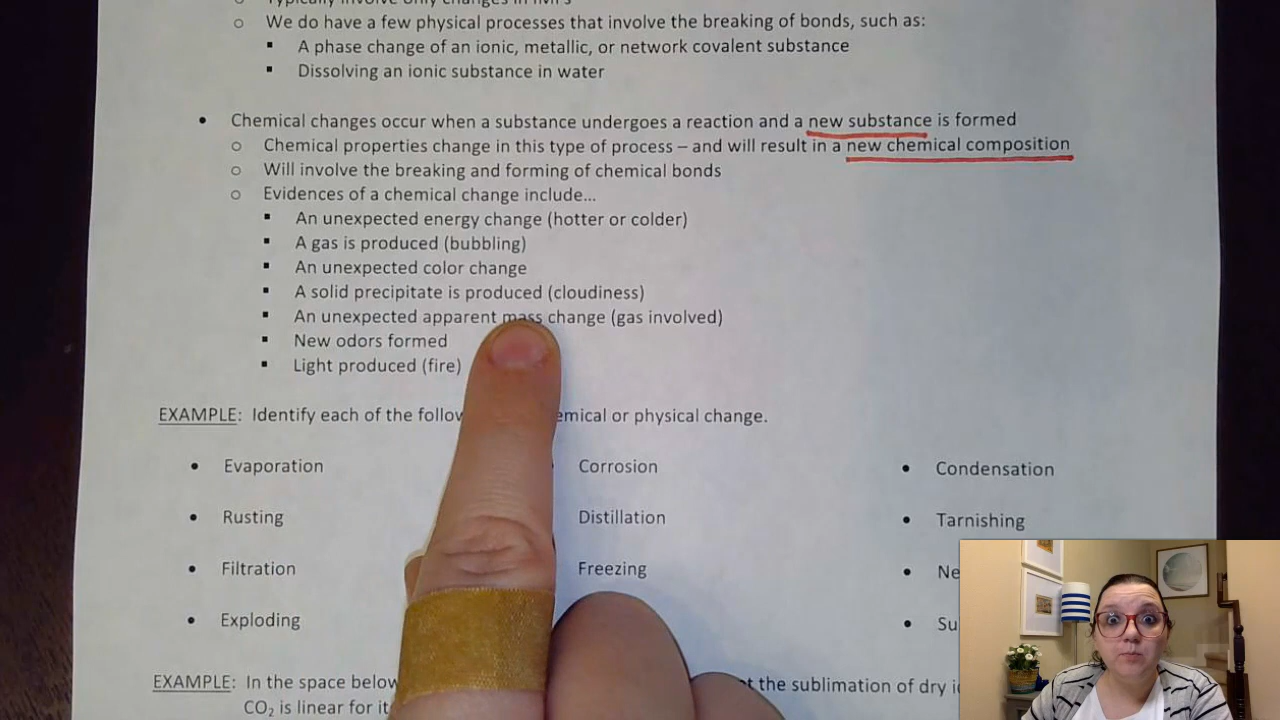 We do have a few physical processes that involve the breaking of bonds, such as:
A phase change of an ionic, metallic, or network covalent substance
Dissolving an ionic substance in water
Chemical changes occur when a substance undergoes a reaction and a new substance is formed
Chemical properties change in this type of process – and will result in a new chemical composition
Will involve the breaking and forming of chemical bonds
Evidences of a chemical change include...
An unexpected energy change (hotter or colder)
A gas is produced (bubbling)
An unexpected color change
A solid precipitate is produced (cloudiness)
An unexpected apparent mass change (gas involved)
New odors formed
Light produced (fire)
EXAMPLE: Identify each of the or physical change.
Evaporation Corrosion Condensation
Rusting Distillation Tarnishing
Filtration Freezing
Exploding
EXAMPLE: In the space below the sublimation of dry
CO₂ is linear for